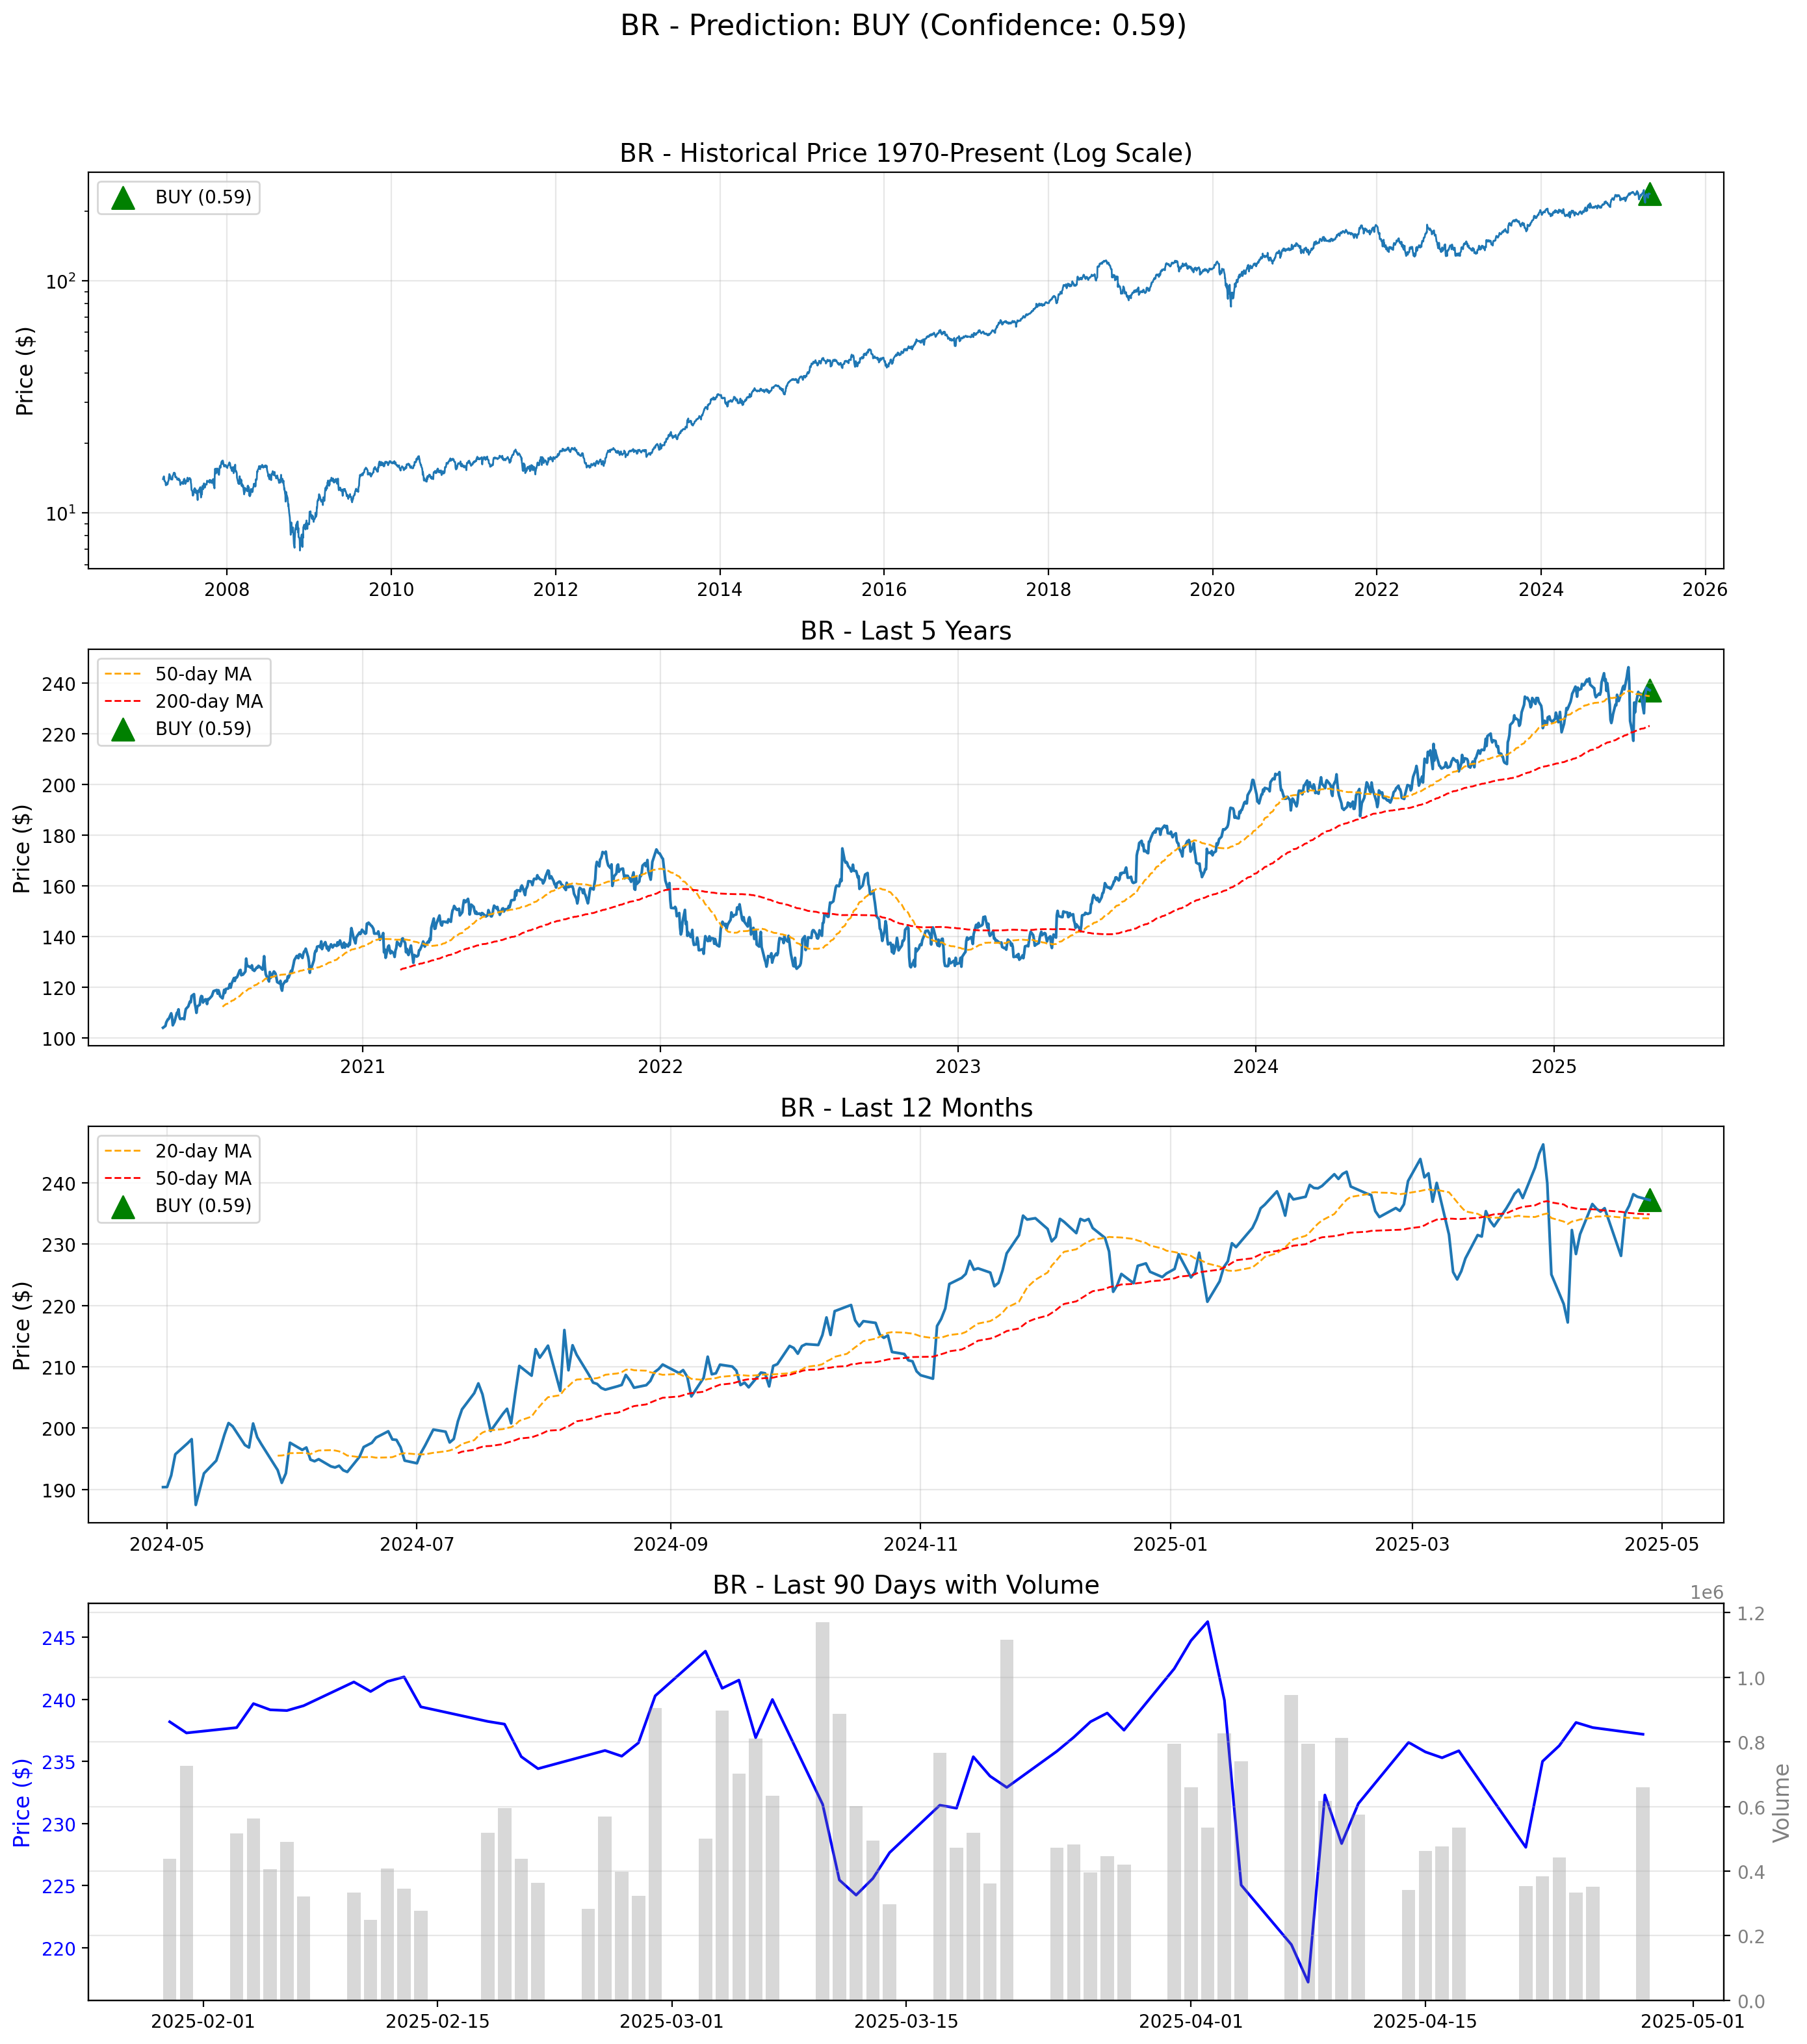 BR - Prediction: BUY (Confidence: 0.59)
BR - Historical Price 1970-Present (Log Scale)
BUY (0.59)
Price ($)
10²
10¹
2008 2010 2012 2014 2016 2018 2020 2022 2024 2026
BR - Last 5 Years
50-day MA
200-day MA
BUY (0.59)
Price ($)
240
220
200
180
160
140
120
100
2021 2022 2023 2024 2025
BR - Last 12 Months
20-day MA
50-day MA
BUY (0.59)
Price ($)
240
230
220
210
200
190
2024-05 2024-07 2024-09 2024-11 2025-01 2025-03 2025-05
BR - Last 90 Days with Volume
1e6
Price ($)
245
240
235
230
225
220
1.2
1.0
0.8
0.6
0.4
0.2
0.0
Volume
2025-02-01 2025-02-15 2025-03-01 2025-03-15 2025-04-01 2025-04-15 2025-05-01